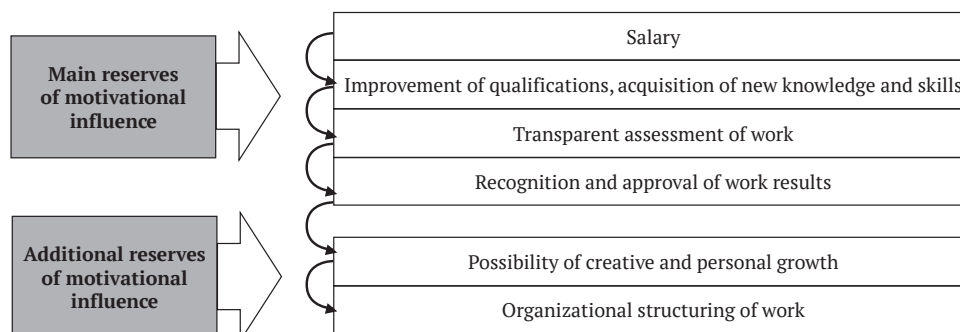 Main reserves
of motivational
influence
Salary
Improvement of qualifications, acquisition of new knowledge and skills
Transparent assessment of work
Recognition and approval of work results
Additional reserves
of motivational
influence
Possibility of creative and personal growth
Organizational structuring of work